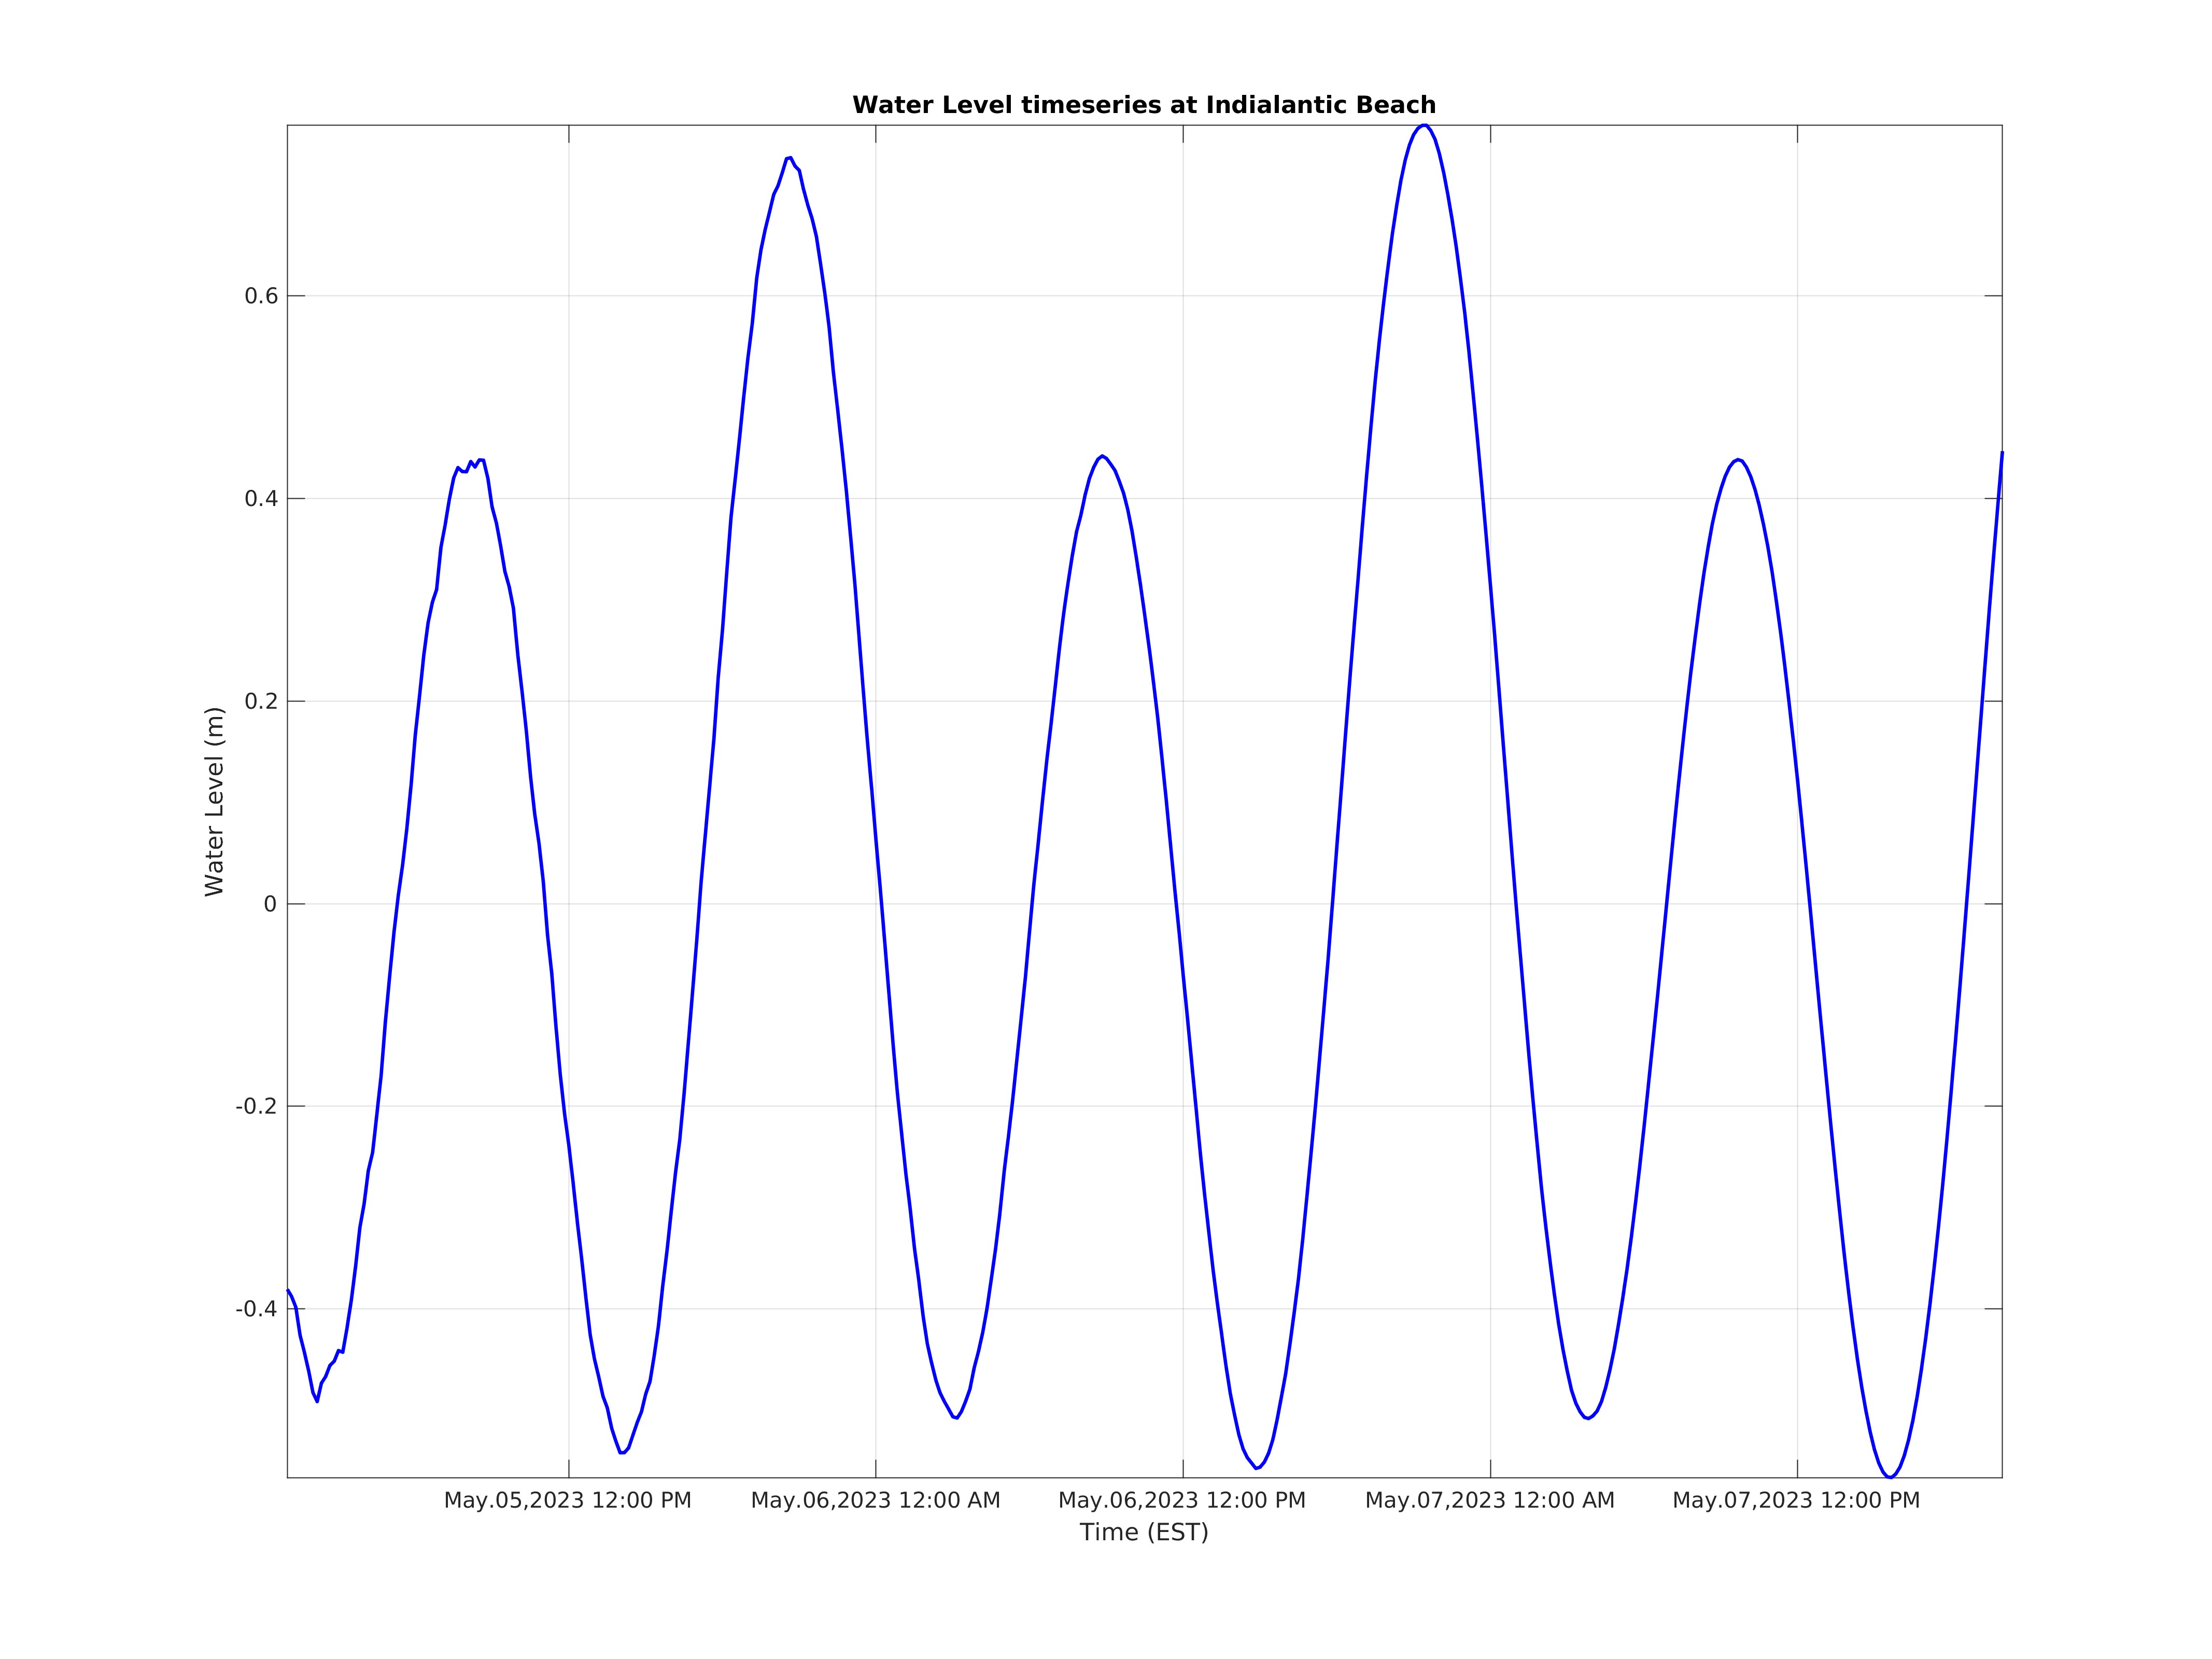 Water Level timeseries at Indialantic Beach
0.6
0.4
0.2
0
-0.2
-0.4
Water Level (m)
May.05,2023 12:00 PM
May.06,2023 12:00 AM
May.06,2023 12:00 PM
May.07,2023 12:00 AM
May.07,2023 12:00 PM
Time (EST)